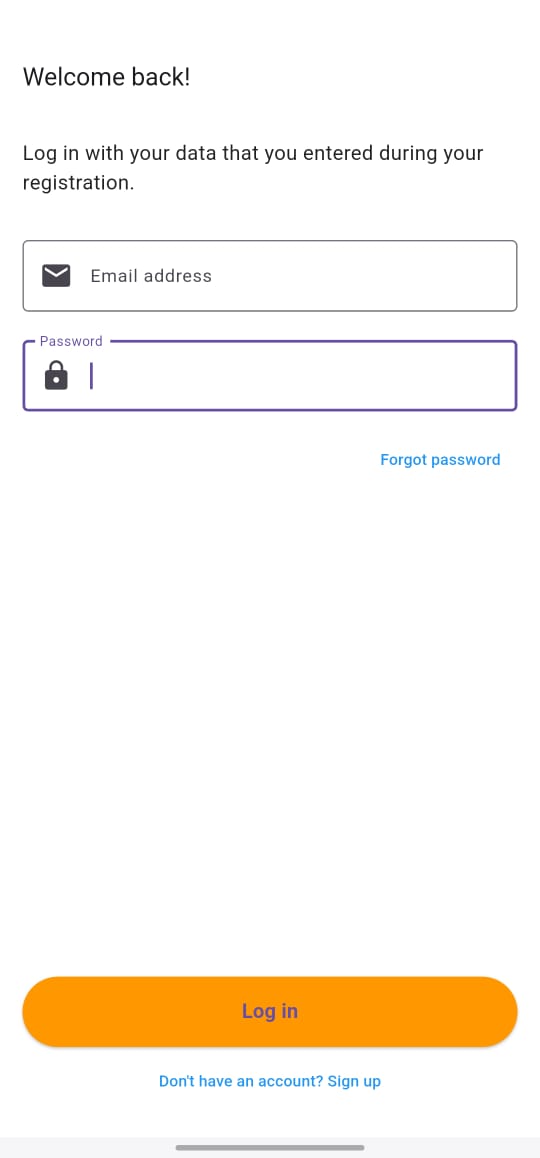 Welcome back!
Log in with your data that you entered during your
registration.
Email address
Password
Forgot password
Log in
Don't have an account? Sign up